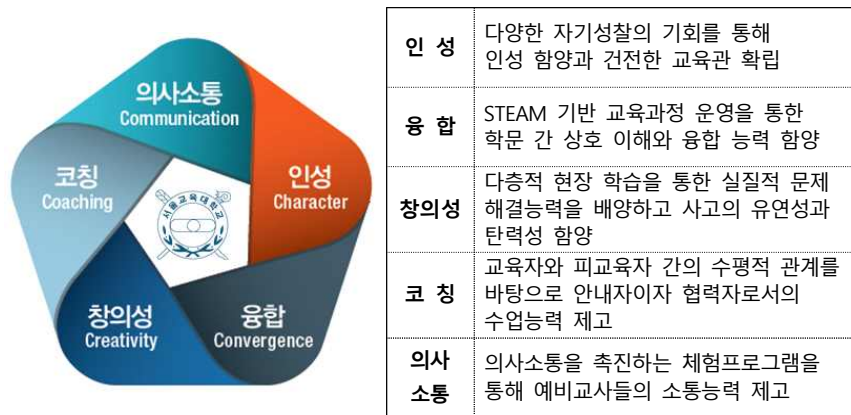 의사소통
Communication
코칭
Coaching
인성
Character
서울교육대학교
창의성
Creativity
융합
Convergence
인 성
다양한 자기성찰의 기회를 통해
인성 함양과 건전한 교육관 확립
융 합
STEAM 기반 교육과정 운영을 통한
학문 간 상호 이해와 융합 능력 함양
창의성
다층적 현장 학습을 통한 실질적 문제
해결능력을 배양하고 사고의 유연성과
탄력성 함양
코 칭
교육자와 피교육자 간의 수평적 관계를
바탕으로 안내자이자 협력자로서의
수업능력 제고
의사
소통
의사소통을 촉진하는 체험프로그램을
통해 예비교사들의 소통능력 제고